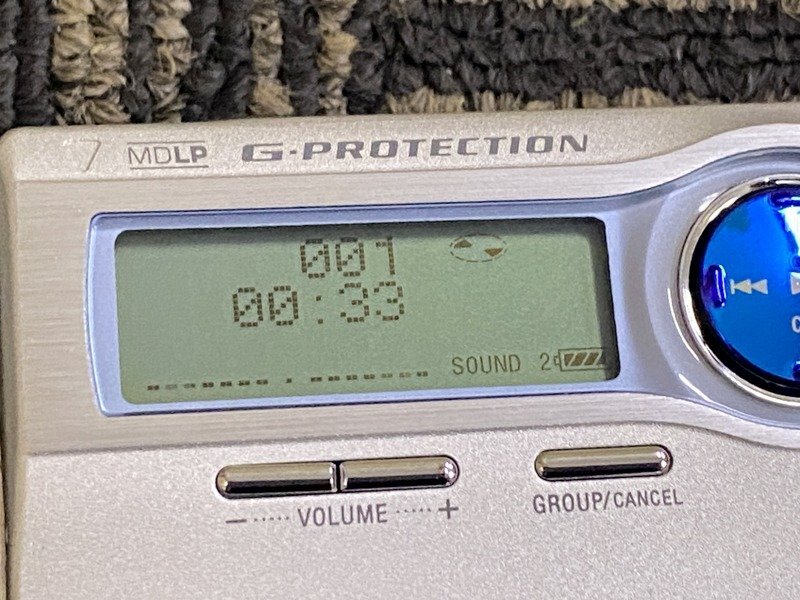 MDLP G-PROTECTION
001
00:33
SOUND 2
− VOLUME +
GROUP/CANCEL